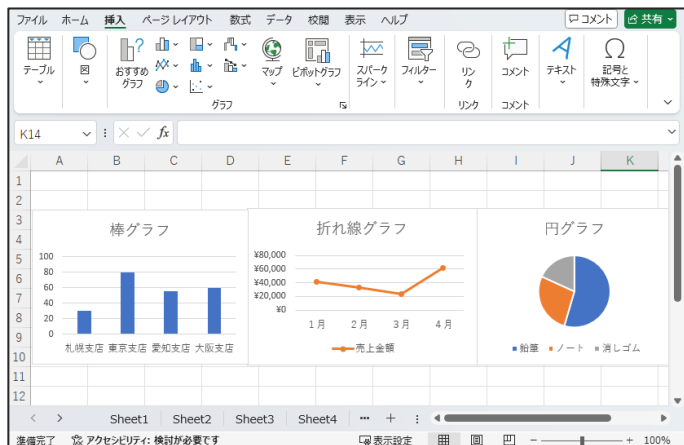 ファイル ホーム 挿入 ページ レイアウト 数式 データ 校閲 表示 ヘルプ コメント 共有
テーブル 図 おすすめ グラフ マップ ピボットグラフ スパーク ライン フィルター リン ク コメント テキスト 記号と 特殊文字
グラフ リンク コメント
K14 fx
A B C D E F G H I J K
1
2
3
4
5
6
7
8
9
10
11
12
棒グラフ
100
80
60
40
20
0
札幌支店 東京支店 愛知支店 大阪支店
折れ線グラフ
¥80,000
¥60,000
¥40,000
¥20,000
¥0
1月 2月 3月 4月
売上金額
円グラフ
鉛筆 ノート 消しゴム
Sheet1 Sheet2 Sheet3 Sheet4 ... +
準備完了 アクセシビリティ: 検討が必要です 表示設定 - + 100%